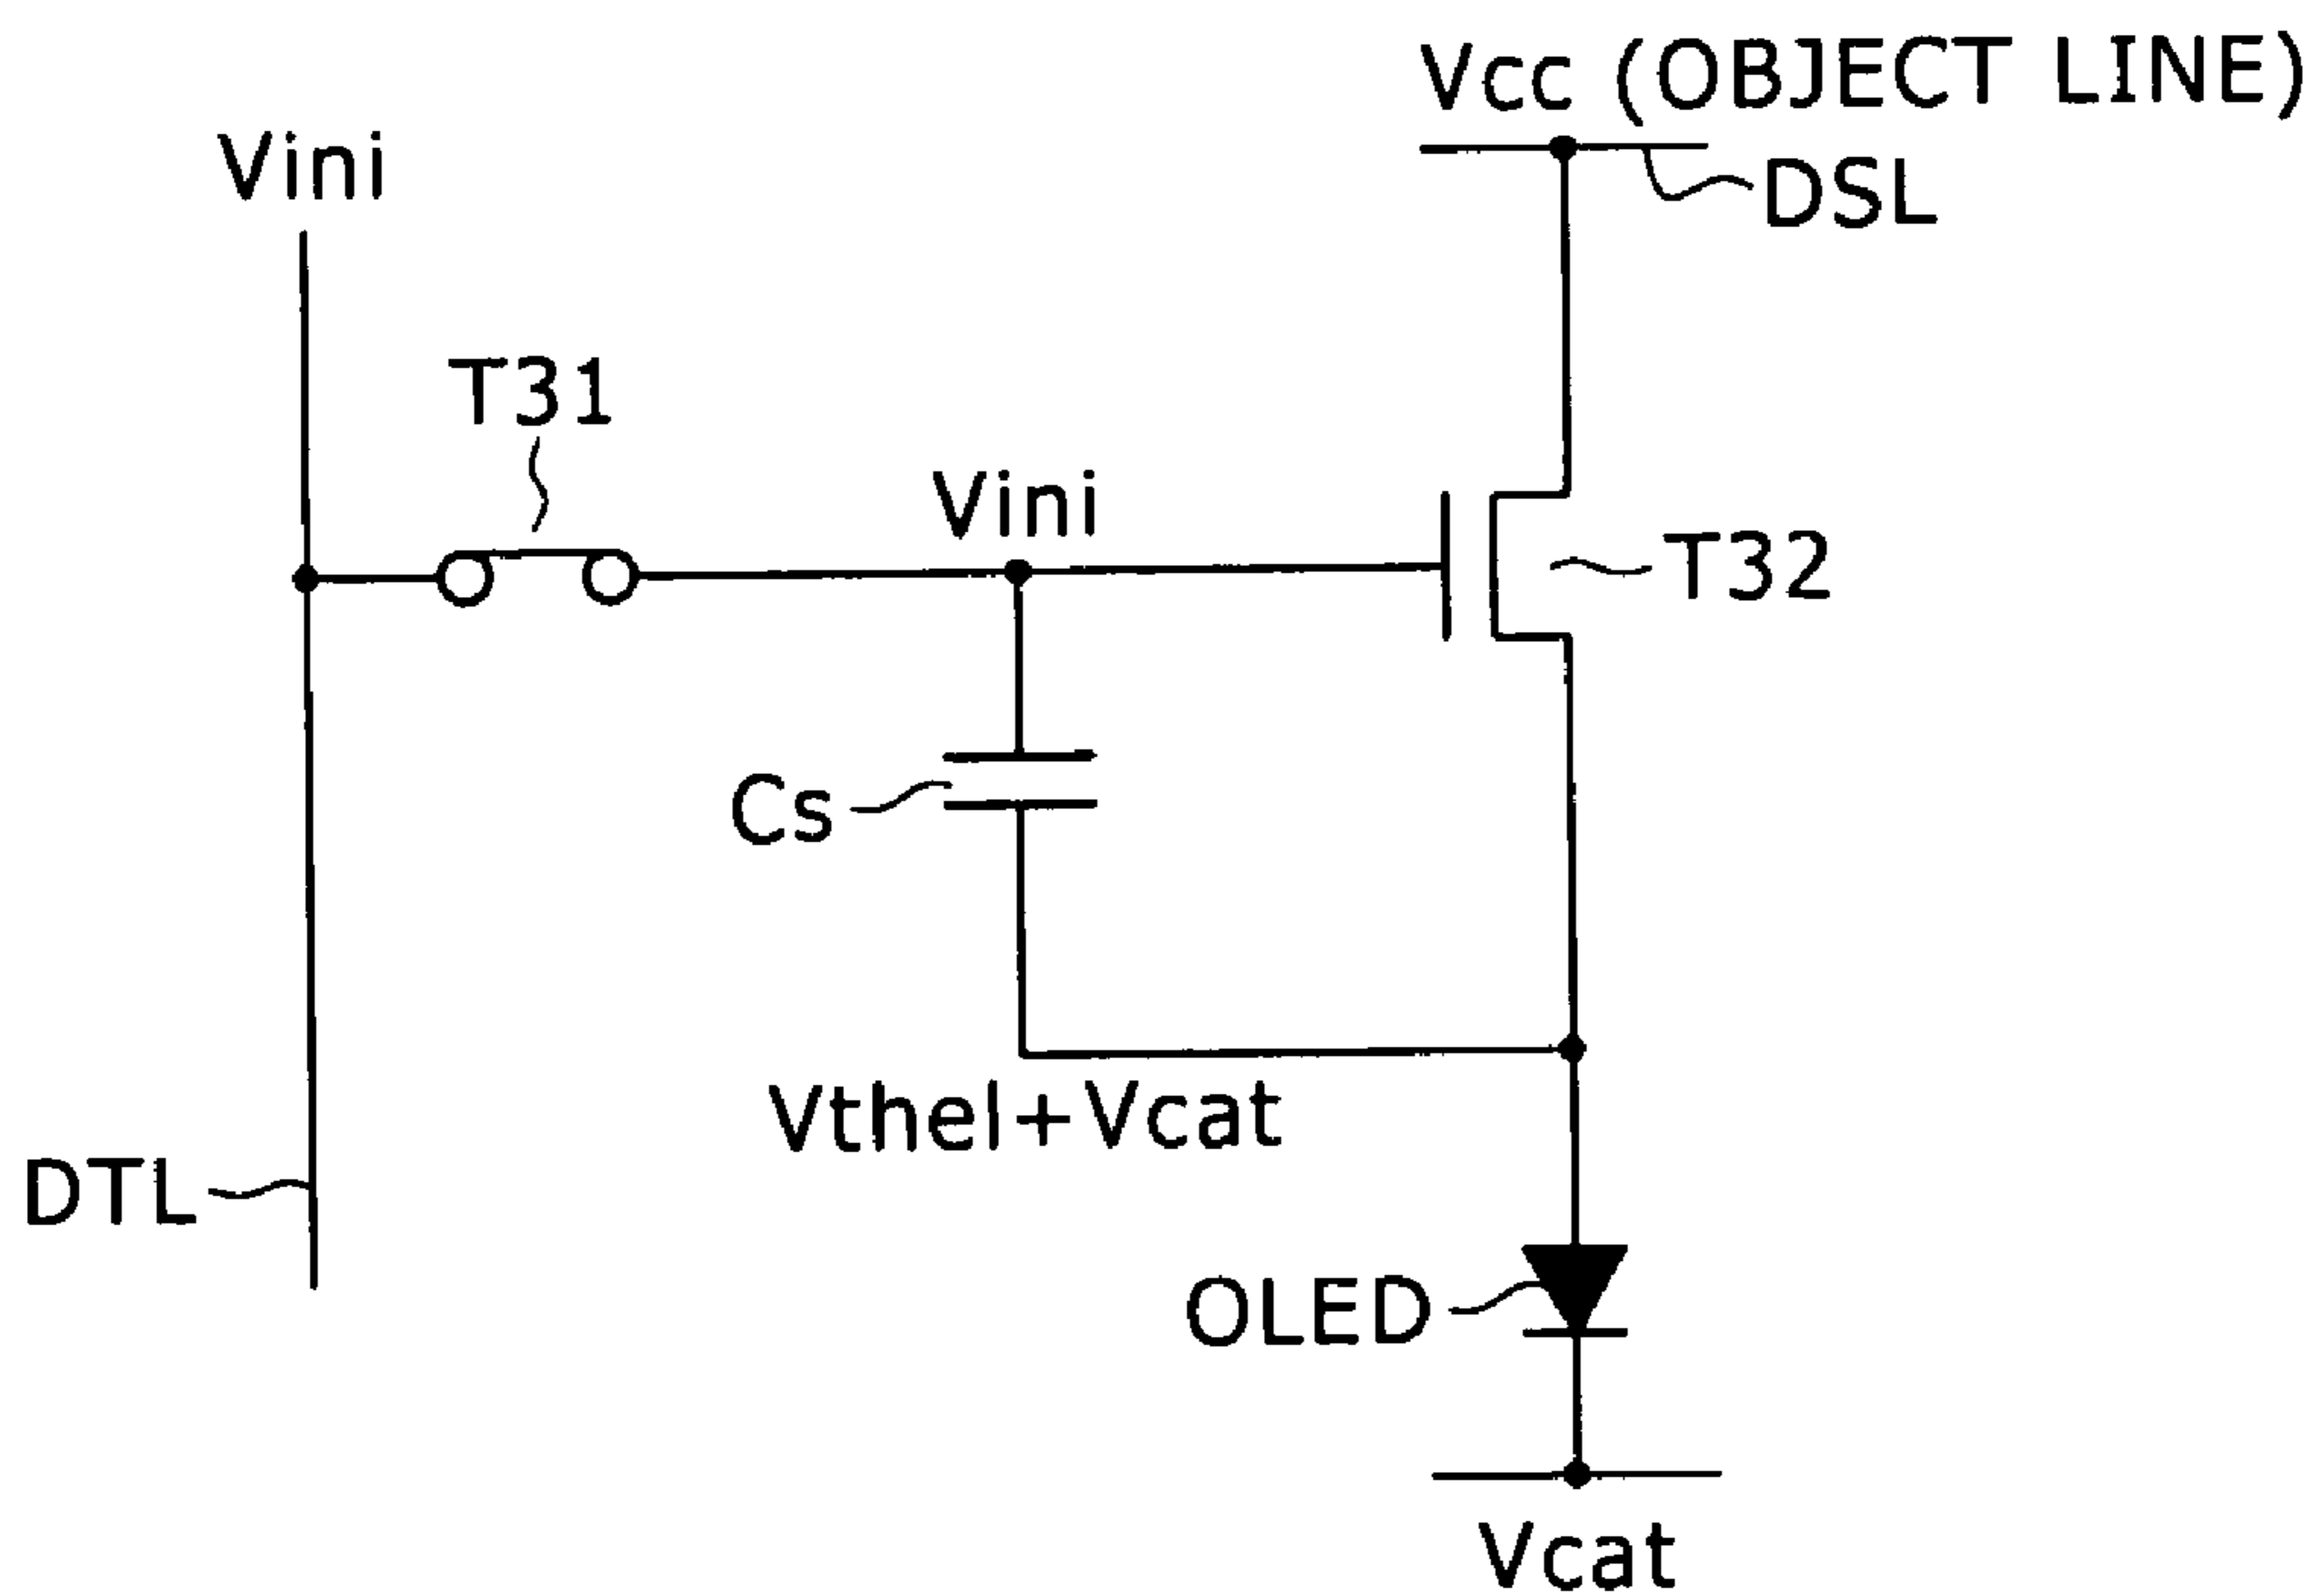 Vcc (OBJECT LINE)
Vini
DSL
T31
Vini
T32
Cs
Vthel+Vcat
DTL
OLED
Vcat